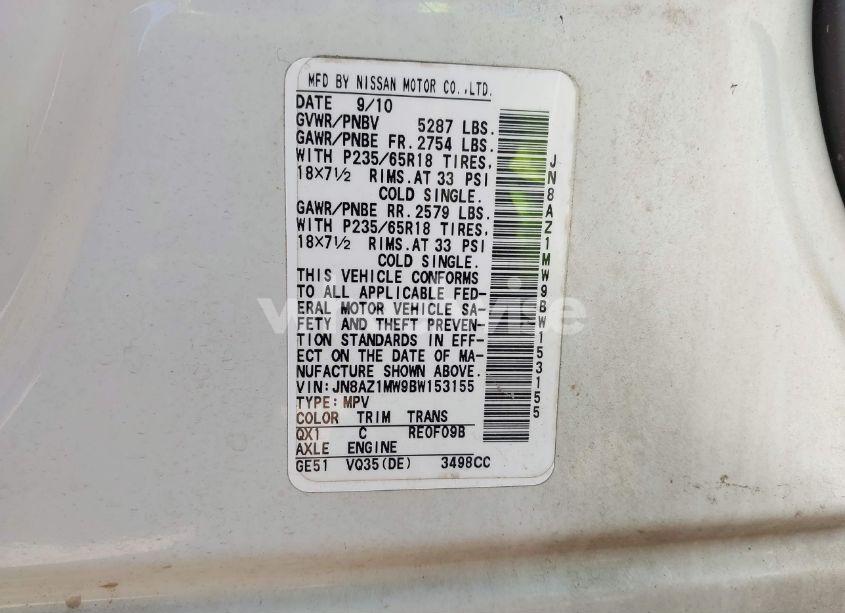 MFD BY NISSAN MOTOR CO.,LTD.
DATE 9/10
GVWR/PNBV 5287 LBS.
GAWR/PNBE FR. 2754 LBS.
WITH P235/65R18 TIRES,
18×7½ RIMS.AT 33 PSI
COLD SINGLE.
GAWR/PNBE RR. 2579 LBS.
WITH P235/65R18 TIRES,
18×7½ RIMS.AT 33 PSI
COLD SINGLE.
THIS VEHICLE CONFORMS
TO ALL APPLICABLE FED-
ERAL MOTOR VEHICLE SA-
FETY AND THEFT PREVEN-
TION STANDARDS IN EFF-
ECT ON THE DATE OF MA-
NUFACTURE SHOWN ABOVE.
VIN:JN8AZ1MW9BW153155
TYPE:MPV
COLOR TRIM TRANS
QX1 C RE0F09B
AXLE ENGINE
GE51 VQ35(DE) 3498CC
JN8AZ1MW9BW153155